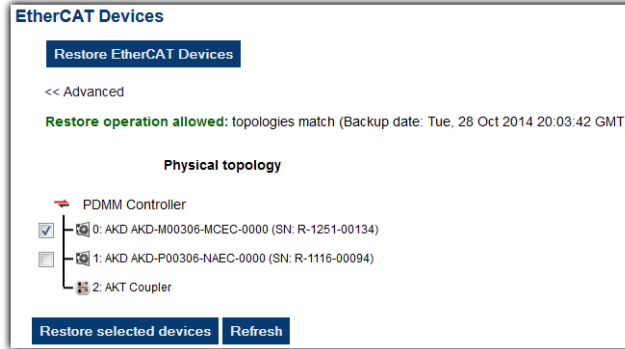 EtherCAT Devices
Restore EtherCAT Devices
<< Advanced
Restore operation allowed: topologies match (Backup date: Tue, 28 Oct 2014 20:03:42 GMT
Physical topology
PDMM Controller
0: AKD AKD-M00306-MCEC-0000 (SN: R-1251-00134)
1: AKD AKD-P00306-NAEC-0000 (SN: R-1116-00094)
2: AKT Coupler
Restore selected devices Refresh